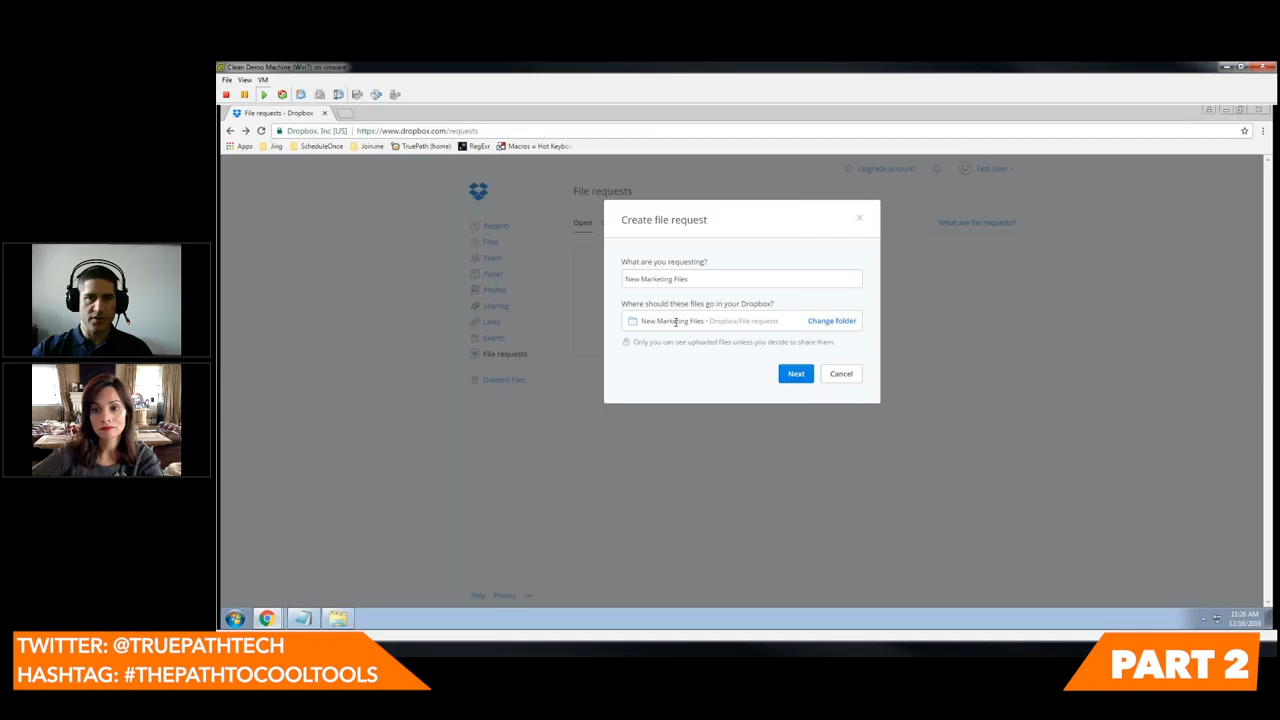 Clean Demo Machine (Win7) on vmware
File View VM
File requests - Dropbox
Dropbox, Inc [US] https://www.dropbox.com/requests
Apps Jing ScheduleOnce Join.me TruePath (home) RegExr Macros = Hot Keybo
Upgrade account Test User
File requests
Open
What are file requests?
Recents
Files
Team
Paper
Photos
Sharing
Links
Events
File requests
Deleted Files
Create file request
What are you requesting?
New Marketing Files
Where should these files go in your Dropbox?
New Marketing Files • Dropbox/File requests Change folder
Only you can see uploaded files unless you decide to share them.
Next Cancel
Help Privacy •••
11:26 AM
12/16/2016
TWITTER: @TRUEPATHTECH
HASHTAG: #THEPATHTOCOOLTOOLS
PART 2